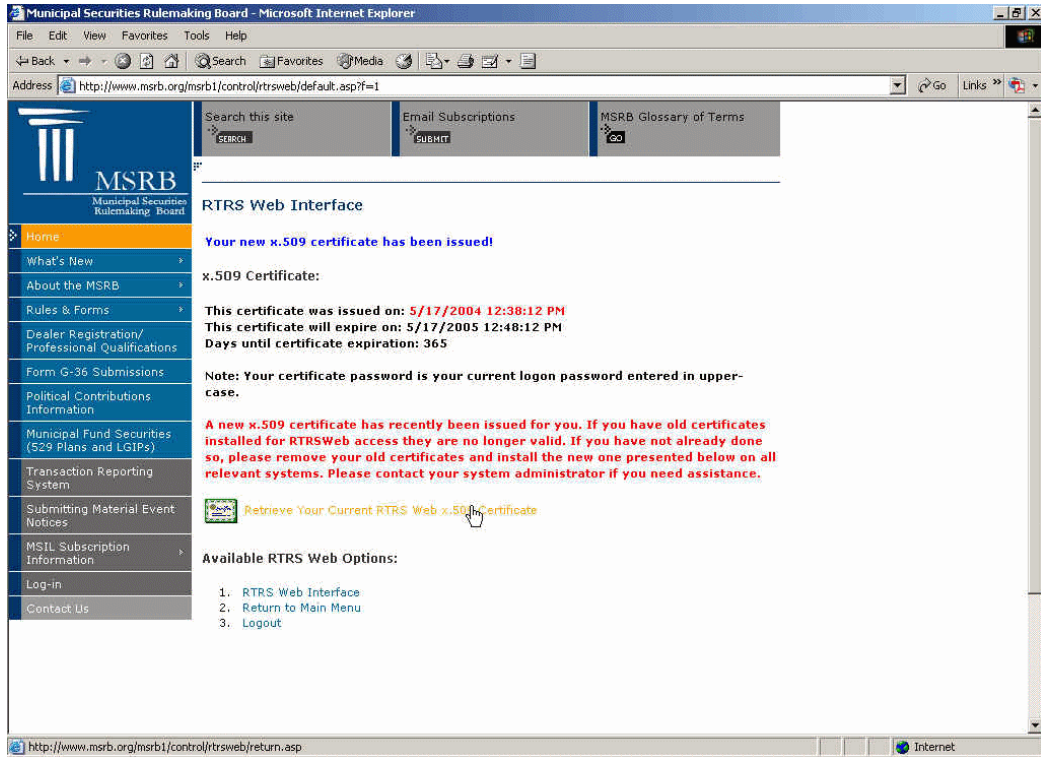 Municipal Securities Rulemaking Board - Microsoft Internet Explorer
File Edit View Favorites Tools Help
Back Search Favorites Media
Address http://www.msrb.org/msrb1/control/rtrsweb/default.asp?f=1 Go Links »
MSRB
Municipal Securities
Rulemaking Board
Search this site
SEARCH
Email Subscriptions
SUBMIT
MSRB Glossary of Terms
GO
Home
What's New
About the MSRB
Rules & Forms
Dealer Registration/
Professional Qualifications
Form G-36 Submissions
Political Contributions
Information
Municipal Fund Securities
(529 Plans and LGIPs)
Transaction Reporting
System
Submitting Material Event
Notices
MSIL Subscription
Information
Log-in
Contact Us
RTRS Web Interface
Your new x.509 certificate has been issued!
x.509 Certificate:
This certificate was issued on: 5/17/2004 12:38:12 PM
This certificate will expire on: 5/17/2005 12:48:12 PM
Days until certificate expiration: 365
Note: Your certificate password is your current logon password entered in upper-
case.
A new x.509 certificate has recently been issued for you. If you have old certificates
installed for RTRSWeb access they are no longer valid. If you have not already done
so, please remove your old certificates and install the new one presented below on all
relevant systems. Please contact your system administrator if you need assistance.
Retrieve Your Current RTRS Web x.509 Certificate
Available RTRS Web Options:
1. RTRS Web Interface
2. Return to Main Menu
3. Logout
http://www.msrb.org/msrb1/control/rtrsweb/return.asp
Internet